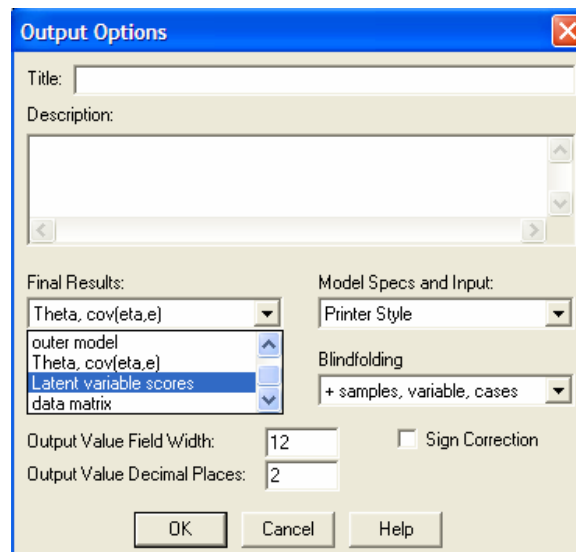 Output Options
Title:
Description:
Final Results:
Model Specs and Input:
Theta, cov(eta,e)
Printer Style
outer model
Theta, cov(eta,e)
Latent variable scores
data matrix
Blindfolding
+ samples, variable, cases
Output Value Field Width:
12
Sign Correction
Output Value Decimal Places:
2
OK
Cancel
Help